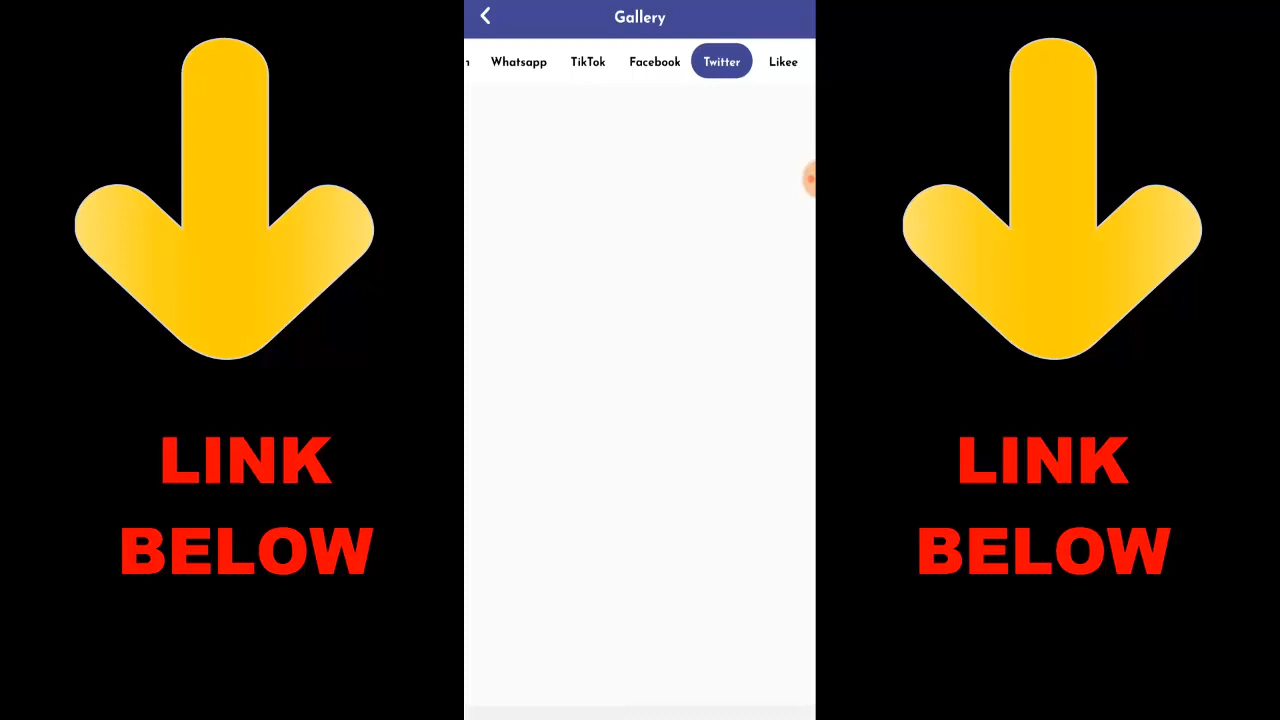 Gallery
Whatsapp TikTok Facebook Twitter Likee
LINK
BELOW
LINK
BELOW